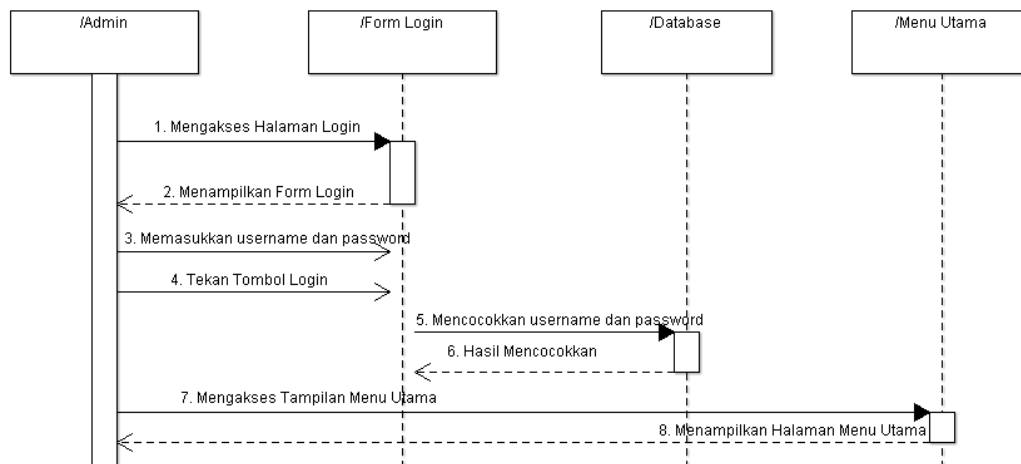 /Admin
/Form Login
/Database
/Menu Utama
1. Mengakses Halaman Login
2. Menampilkan Form Login
3. Memasukkan username dan password
4. Tekan Tombol Login
5. Mencocokkan username dan password
6. Hasil Mencocokkan
7. Mengakses Tampilan Menu Utama
8. Menampilkan Halaman Menu Utama